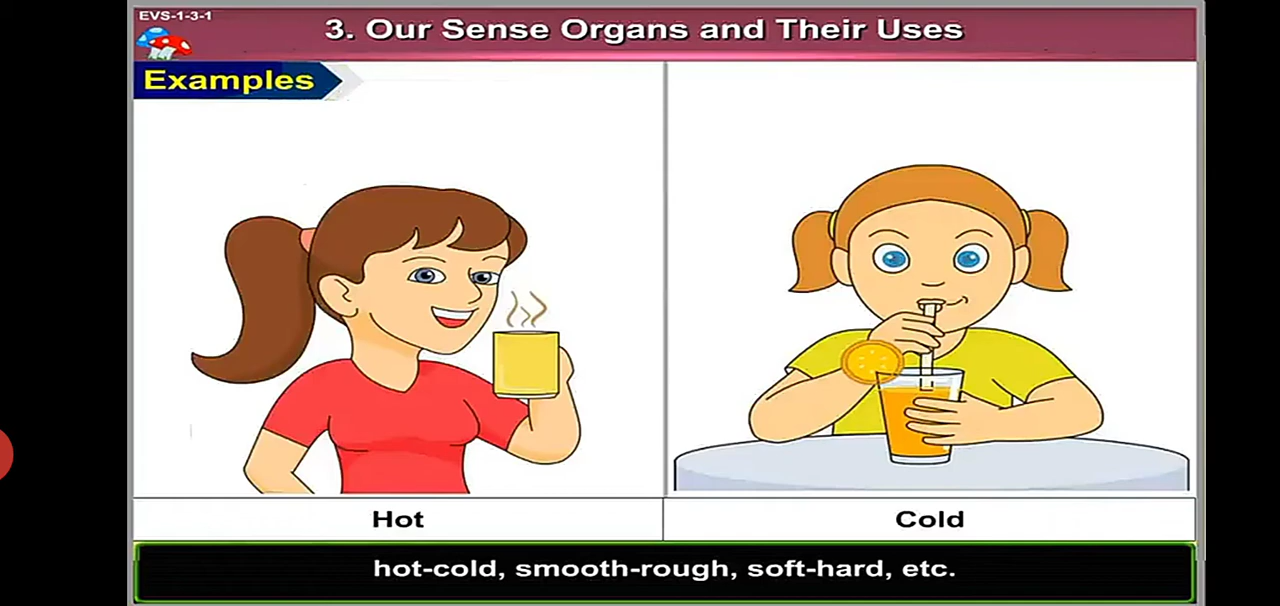 EVS-1-3-1
3. Our Sense Organs and Their Uses
Examples
Hot
Cold
hot-cold, smooth-rough, soft-hard, etc.